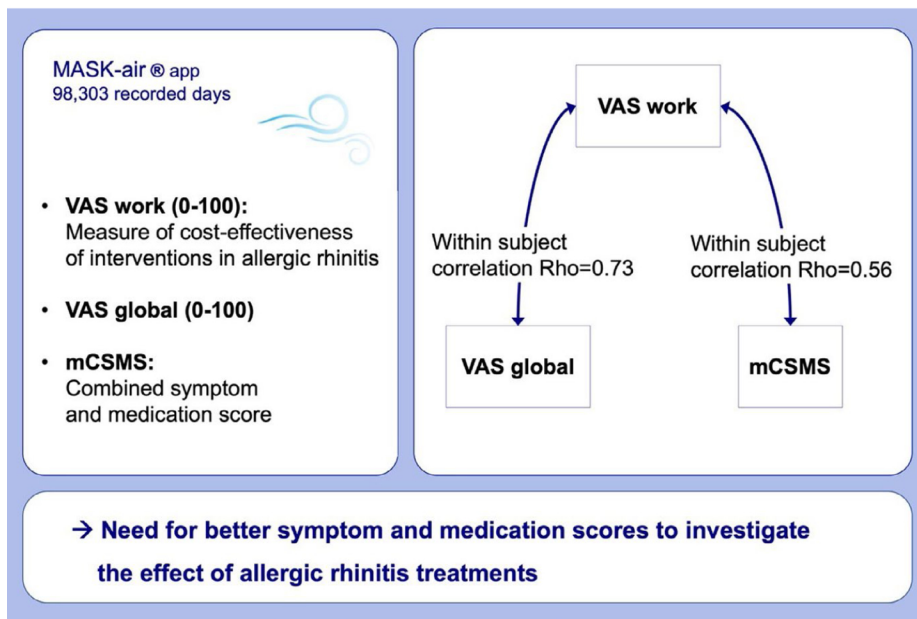 MASK-air ® app
98,303 recorded days
• VAS work (0-100):
Measure of cost-effectiveness
of interventions in allergic rhinitis
• VAS global (0-100)
• mCSMS:
Combined symptom
and medication score
VAS work
Within subject
correlation Rho=0.73
Within subject
correlation Rho=0.56
VAS global
mCSMS
→ Need for better symptom and medication scores to investigate
the effect of allergic rhinitis treatments